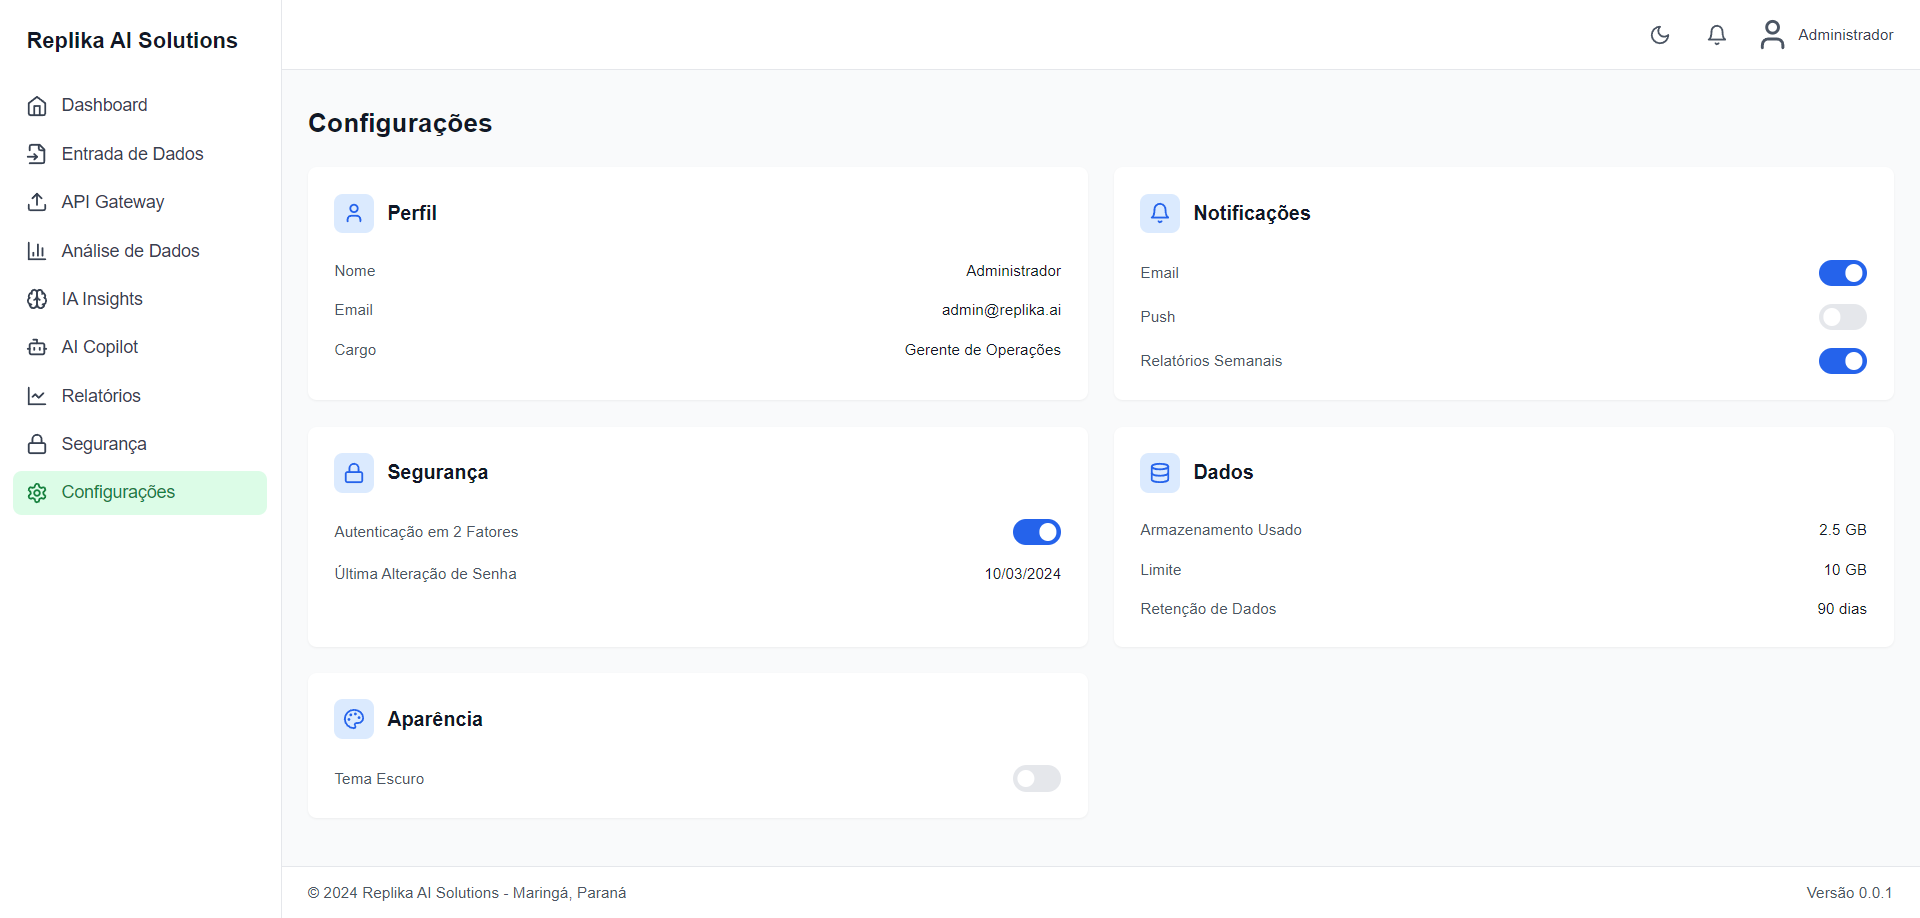 Replika AI Solutions
Administrador
Dashboard
Entrada de Dados
API Gateway
Análise de Dados
IA Insights
AI Copilot
Relatórios
Segurança
Configurações
Configurações
Perfil
Nome Administrador
Email admin@replika.ai
Cargo Gerente de Operações
Notificações
Email
Push
Relatórios Semanais
Segurança
Autenticação em 2 Fatores
Última Alteração de Senha 10/03/2024
Dados
Armazenamento Usado 2.5 GB
Limite 10 GB
Retenção de Dados 90 dias
Aparência
Tema Escuro
© 2024 Replika AI Solutions - Maringá, Paraná Versão 0.0.1